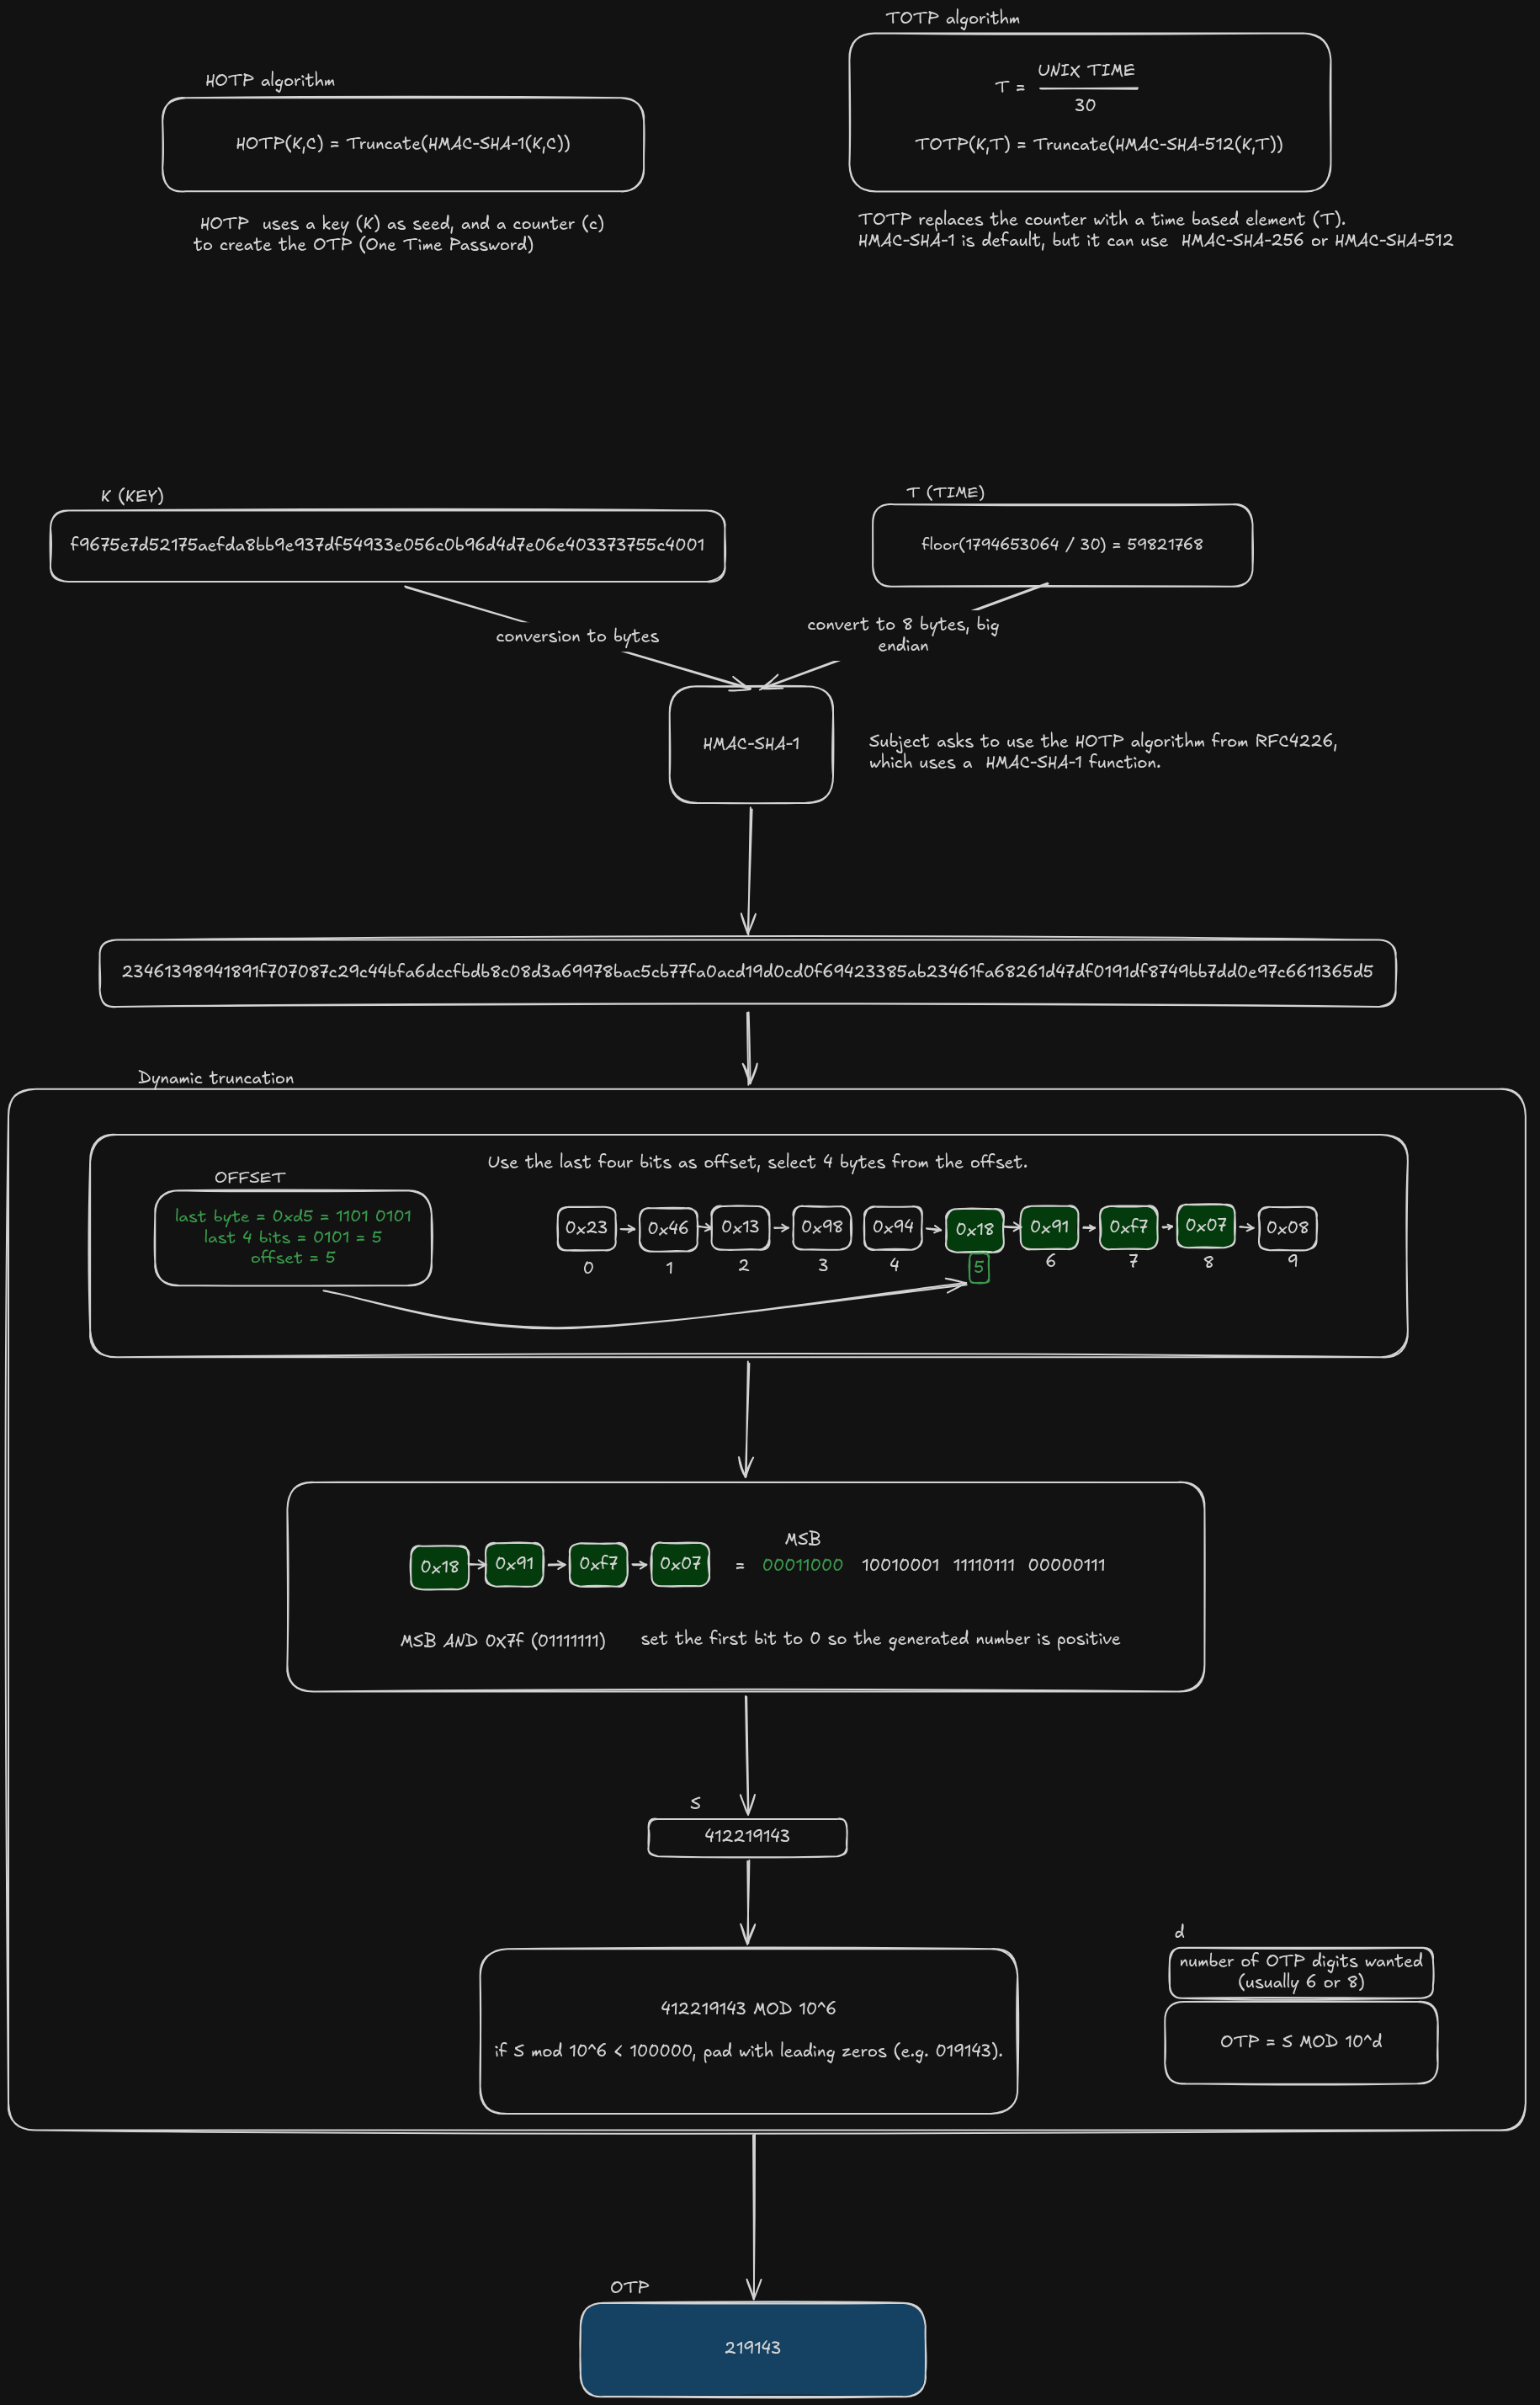 TOTP algorithm
UNIX TIME
T =
30
TOTP(K,T) = Truncate(HMAC-SHA-512(K,T))
HOTP algorithm
HOTP(K,C) = Truncate(HMAC-SHA-1(K,C))
HOTP uses a key (K) as seed, and a counter (c)
to create the OTP (One Time Password)
TOTP replaces the counter with a time based element (T).
HMAC-SHA-1 is default, but it can use HMAC-SHA-256 or HMAC-SHA-512
K (KEY)
f9675e7d52175aefda8bb9e937df54933e056c0b96d4d7e06e403373755c4001
T (TIME)
floor(1794653064 / 30) = 59821768
conversion to bytes
convert to 8 bytes, big
endian
HMAC-SHA-1
Subject asks to use the HOTP algorithm from RFC4226,
which uses a HMAC-SHA-1 function.
23461398941891f707087c29c44bfa6dccfbdb8c08d3a69978bac5cb77fa0acd19d0cd0f69423385ab23461fa68261d47df0191df8749bb7dd0e97c6611365d5
Dynamic truncation
Use the last four bits as offset, select 4 bytes from the offset.
OFFSET
last byte = 0xd5 = 1101 0101
last 4 bits = 0101 = 5
offset = 5
0x23 0x46 0x13 0x98 0x94 0x18 0x91 0xf7 0x07 0x08
0 1 2 3 4 5 6 7 8 9
MSB
0x18 0x91 0xf7 0x07 = 00011000 10010001 11110111 00000111
MSB AND 0x7f (01111111) set the first bit to 0 so the generated number is positive
S
412219143
412219143 MOD 10^6
if S mod 10^6 < 100000, pad with leading zeros (e.g. 019143).
d
number of OTP digits wanted
(usually 6 or 8)
OTP = S MOD 10^d
OTP
219143